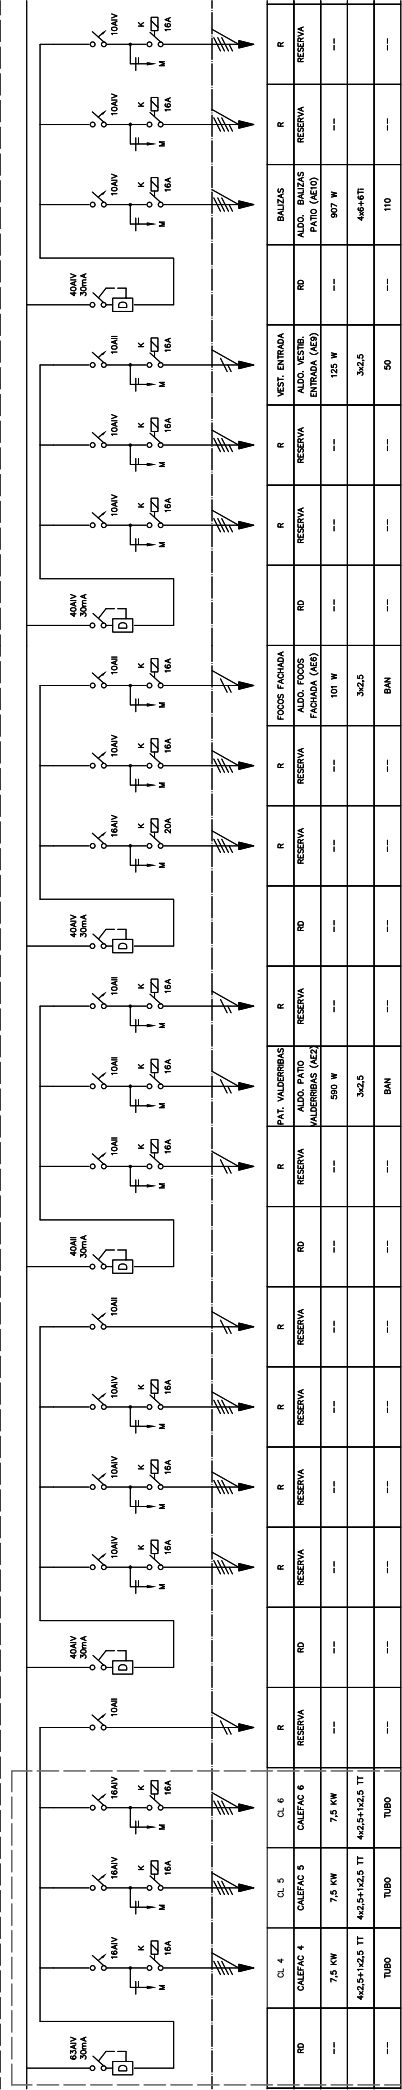 63AIV
30mA
D
RD
--
--
16AIV
K
16A
M
CL 4
CALEFAC 4
7,5 KW
4x2,5+1x2,5 TT
TUBO
16AIV
K
16A
M
CL 5
CALEFAC 5
7,5 KW
4x2,5+1x2,5 TT
TUBO
16AIV
K
16A
M
CL 6
CALEFAC 6
7,5 KW
4x2,5+1x2,5 TT
TUBO
10AII
R
RESERVA
--
--
40AIV
30mA
D
RD
--
--
10AIV
K
16A
M
R
RESERVA
--
--
10AIV
K
16A
M
R
RESERVA
--
--
10AIV
K
16A
M
R
RESERVA
--
--
10AII
R
RESERVA
--
--
40AII
30mA
D
RD
--
--
10AII
K
16A
M
R
RESERVA
--
--
10AII
K
16A
M
PAT. VALDERRIBAS
ALDO. PATIO
VALDERRIBAS (AE2)
590 W
3x2,5
BAN
10AII
K
16A
M
R
RESERVA
--
--
40AIV
30mA
D
RD
--
--
16AIV
K
20A
M
R
RESERVA
--
--
10AIV
K
16A
M
R
RESERVA
--
--
10AII
K
16A
M
FOCOS FACHADA
ALDO. FOCOS
FACHADA (AE6)
101 W
3x2,5
BAN
40AIV
30mA
D
RD
--
--
10AIV
K
16A
M
R
RESERVA
--
--
10AIV
K
16A
M
R
RESERVA
--
--
10AII
K
16A
M
VEST. ENTRADA
ALDO. VESTIB.
ENTRADA (AE9)
125 W
3x2,5
50
40AIV
30mA
D
RD
--
--
10AIV
K
16A
M
BALIZAS
ALDO. BALIZAS
PATIO (AE10)
907 W
4x6+6TI
110
10AIV
K
16A
M
R
RESERVA
--
--
10AIV
K
16A
M
R
RESERVA
--
--